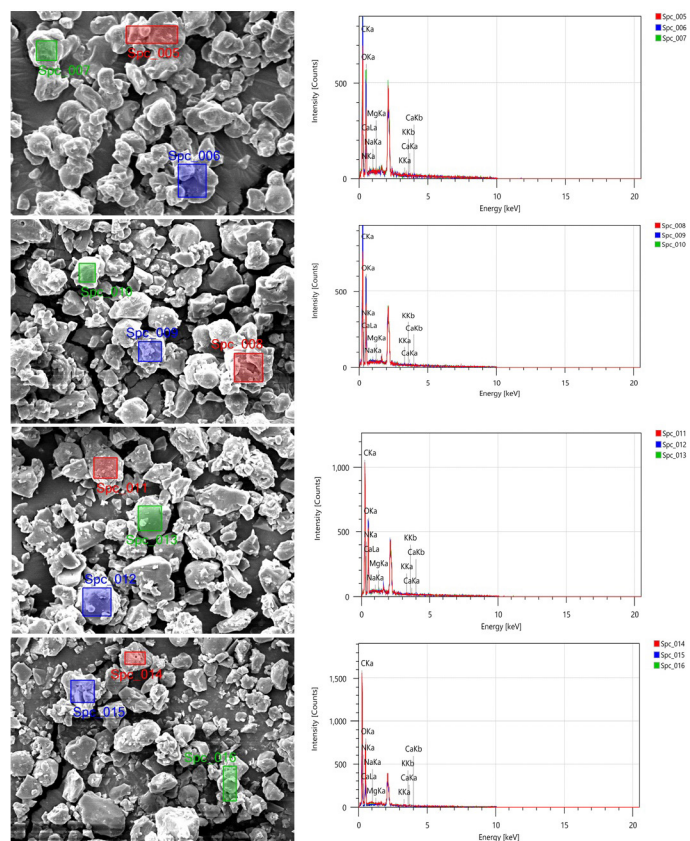 Spc_005
Spc_007
Spc_006
Intensity [Counts]
500
0
CKa
OKa
MgKa
CaLa
NaKa
NKa
CaKb
KKb
CaKa
KKa
0
5
10
15
20
Energy [keV]
Spc_005
Spc_006
Spc_007
Spc_010
Spc_009
Spc_008
Intensity [Counts]
500
0
CKa
OKa
NKa
CaLa
MgKa
NaKa
KKb
CaKb
KKa
CaKa
0
5
10
15
20
Energy [keV]
Spc_008
Spc_009
Spc_010
Spc_011
Spc_013
Spc_012
Intensity [Counts]
1,000
500
0
CKa
OKa
NKa
CaLa
MgKa
NaKa
KKb
CaKb
KKa
CaKa
0
5
10
15
20
Energy [keV]
Spc_011
Spc_012
Spc_013
Spc_014
Spc_015
Spc_016
Intensity [Counts]
1,500
1,000
500
0
CKa
OKa
NKa
NaKa
CaLa
MgKa
CaKb
KKb
CaKa
KKa
0
5
10
15
20
Energy [keV]
Spc_014
Spc_015
Spc_016